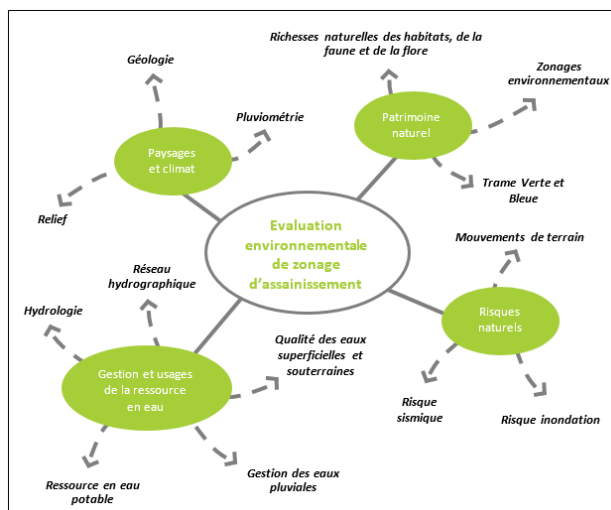 Richesses naturelles des habitats, de la
faune et de la flore
Géologie
Zonages
environnementaux
Pluviométrie
Patrimoine
naturel
Paysages
et climat
Trame Verte et
Bleue
Relief
Evaluation
environnementale
de zonage
d'assainissement
Mouvements de terrain
Réseau
hydrographique
Hydrologie
Risques
naturels
Qualité des eaux
superficielles et
souterraines
Gestion et usages
de la ressource
en eau
Risque
sismique
Risque inondation
Gestion des eaux
pluviales
Ressource en eau
potable